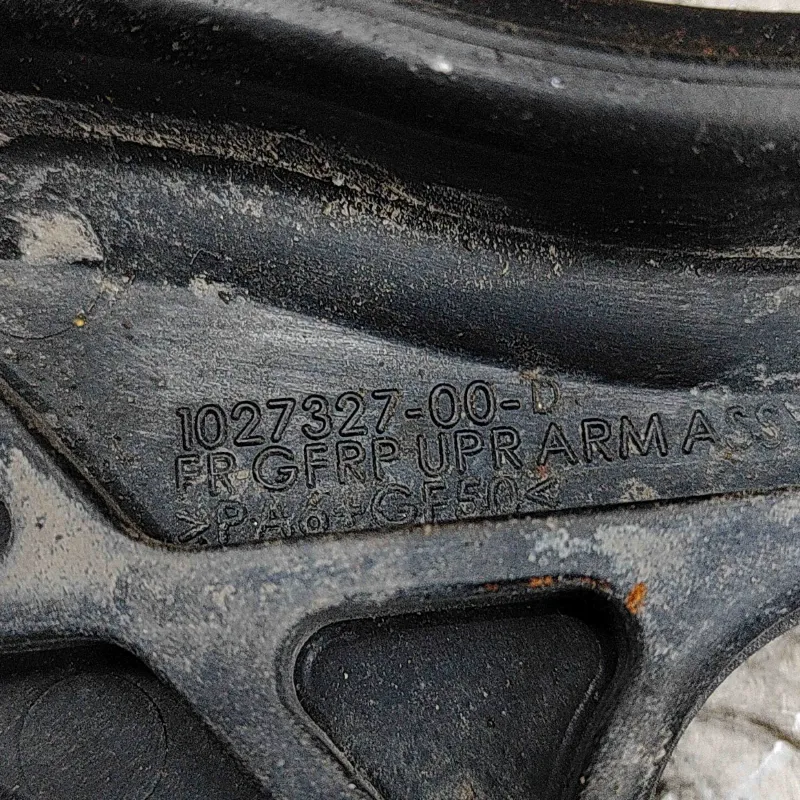 1027327-00-D
FR GFRP UPR ARM ASSY
>PA6-GF50<